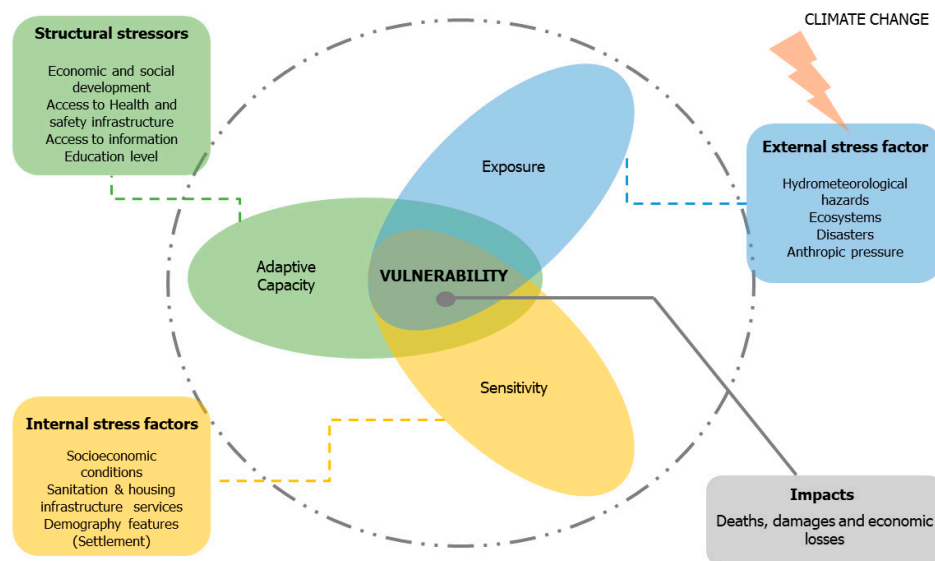 CLIMATE CHANGE
Structural stressors
Economic and social
development
Access to Health and
safety infrastructure
Access to information
Education level
External stress factor
Hydrometeorological
hazards
Ecosystems
Disasters
Anthropic pressure
Exposure
Adaptive
Capacity
VULNERABILITY
Sensitivity
Internal stress factors
Socioeconomic
conditions
Sanitation & housing
infrastructure services
Demography features
(Settlement)
Impacts
Deaths, damages and economic
losses